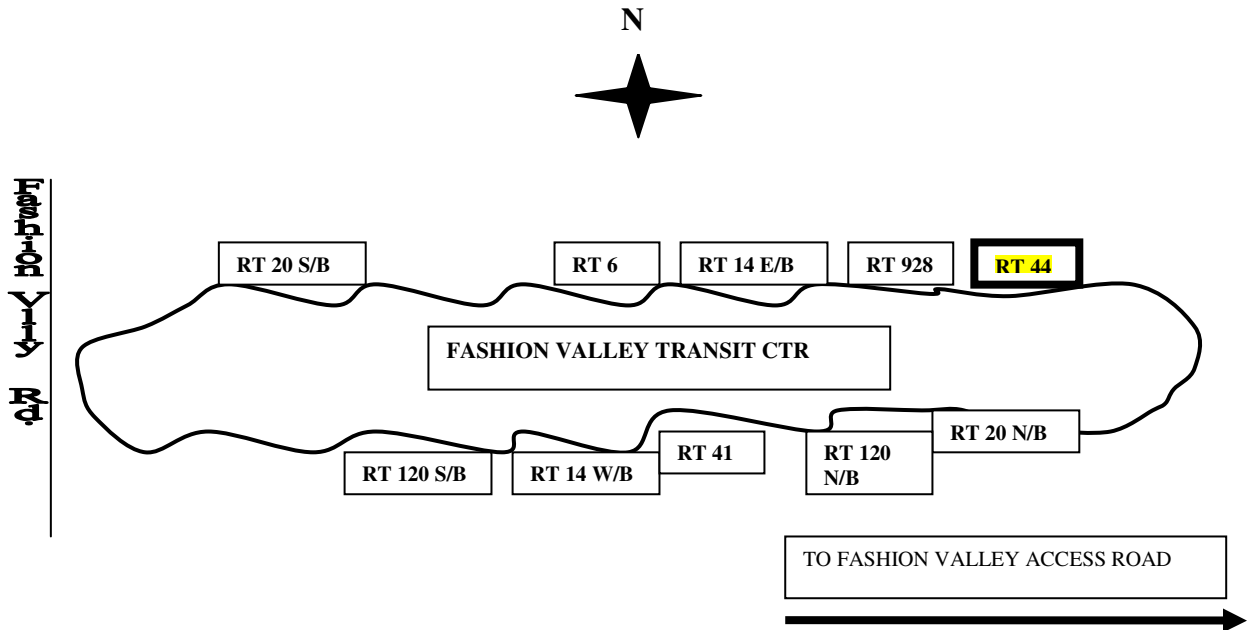 N
Fashion Vlly Rd.
RT 20 S/B
RT 6
RT 14 E/B
RT 928
RT 44
FASHION VALLEY TRANSIT CTR
RT 120 S/B
RT 14 W/B
RT 41
RT 120
N/B
RT 20 N/B
TO FASHION VALLEY ACCESS ROAD